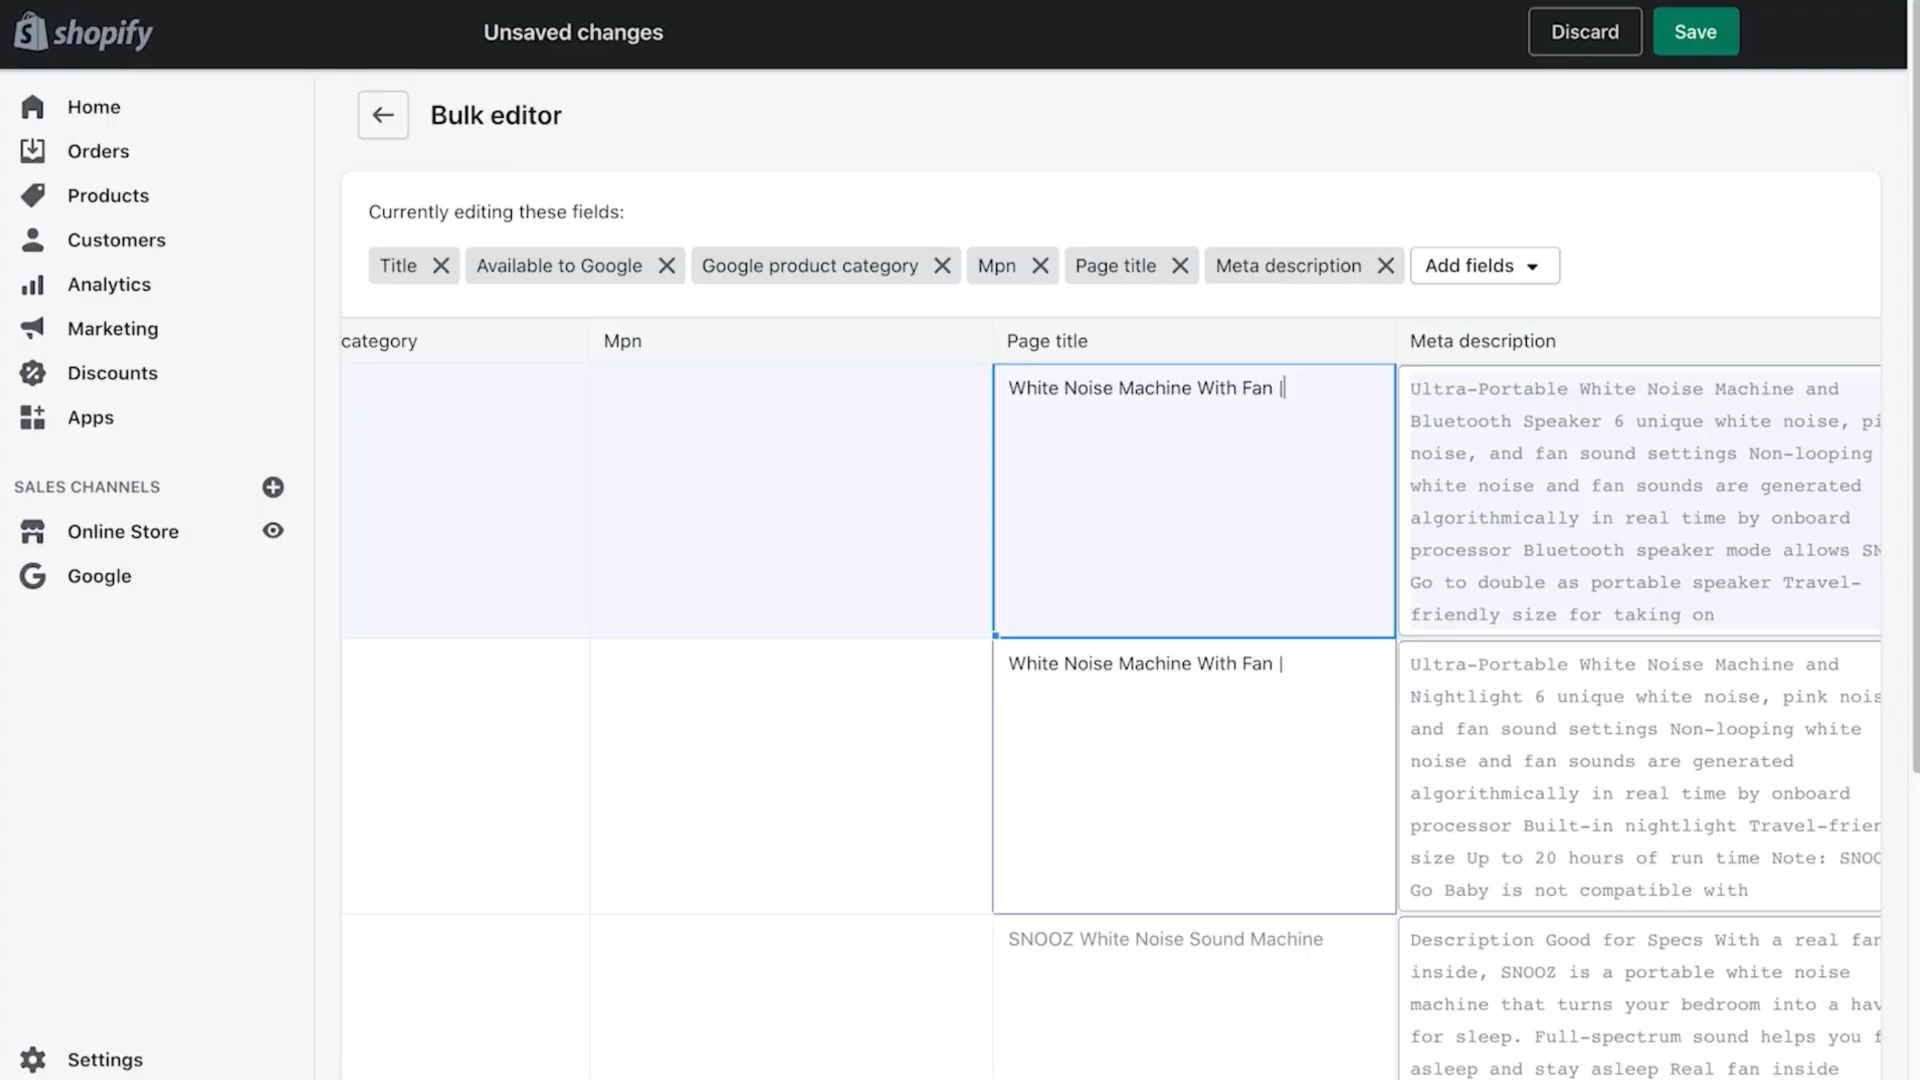 shopify
Unsaved changes
Discard
Save
Home
Orders
Products
Customers
Analytics
Marketing
Discounts
Apps
SALES CHANNELS
Online Store
Google
Settings
Bulk editor
Currently editing these fields:
Title
Available to Google
Google product category
Mpn
Page title
Meta description
Add fields
category
Mpn
Page title
Meta description
White Noise Machine With Fan |
Ultra-Portable White Noise Machine and
Bluetooth Speaker 6 unique white noise, pi
noise, and fan sound settings Non-looping
white noise and fan sounds are generated
algorithmically in real time by onboard
processor Bluetooth speaker mode allows SN
Go to double as portable speaker Travel-
friendly size for taking on
White Noise Machine With Fan |
Ultra-Portable White Noise Machine and
Nightlight 6 unique white noise, pink nois
and fan sound settings Non-looping white
noise and fan sounds are generated
algorithmically in real time by onboard
processor Built-in nightlight Travel-frien
size Up to 20 hours of run time Note: SNOO
Go Baby is not compatible with
SNOOZ White Noise Sound Machine
Description Good for Specs With a real fan
inside, SNOOZ is a portable white noise
machine that turns your bedroom into a hav
for sleep. Full-spectrum sound helps you f
asleep and stay asleep Real fan inside